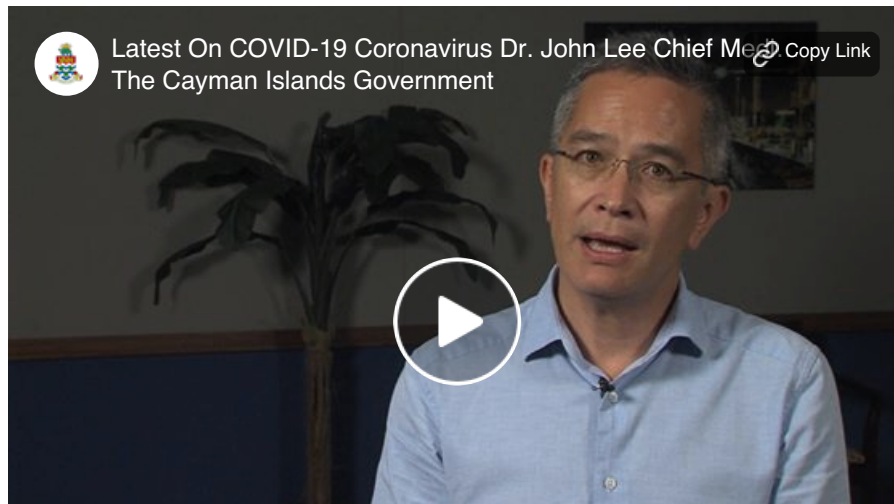 Latest On COVID-19 Coronavirus Dr. John Lee Chief
Copy Link
The Cayman Islands Government